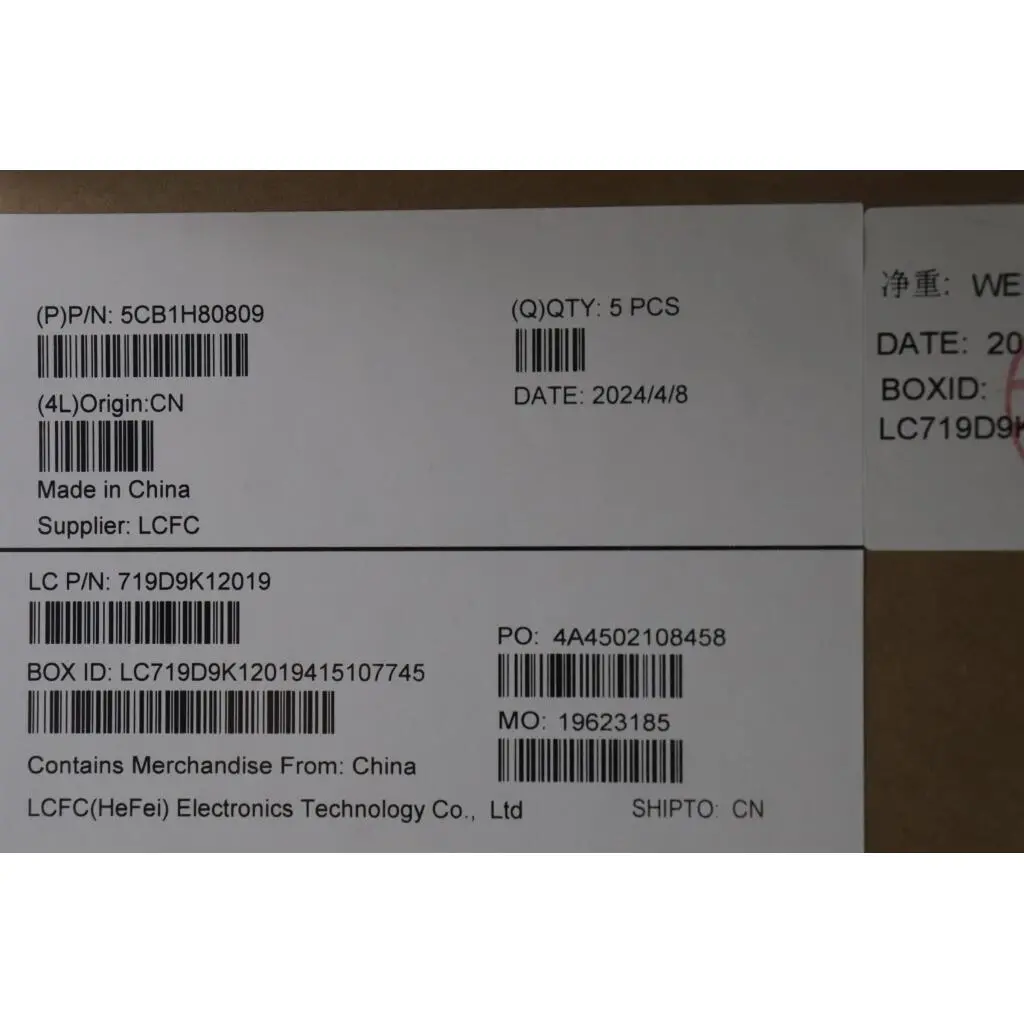 (P)P/N: 5CB1H80809
(Q)QTY: 5 PCS
(4L)Origin:CN
DATE: 2024/4/8
Made in China
Supplier: LCFC
LC P/N: 719D9K12019
PO: 4A4502108458
BOX ID: LC719D9K12019415107745
MO: 19623185
Contains Merchandise From: China
LCFC(HeFei) Electronics Technology Co., Ltd
SHIPTO: CN
净重: WE
DATE: 20
BOXID:
LC719D9K